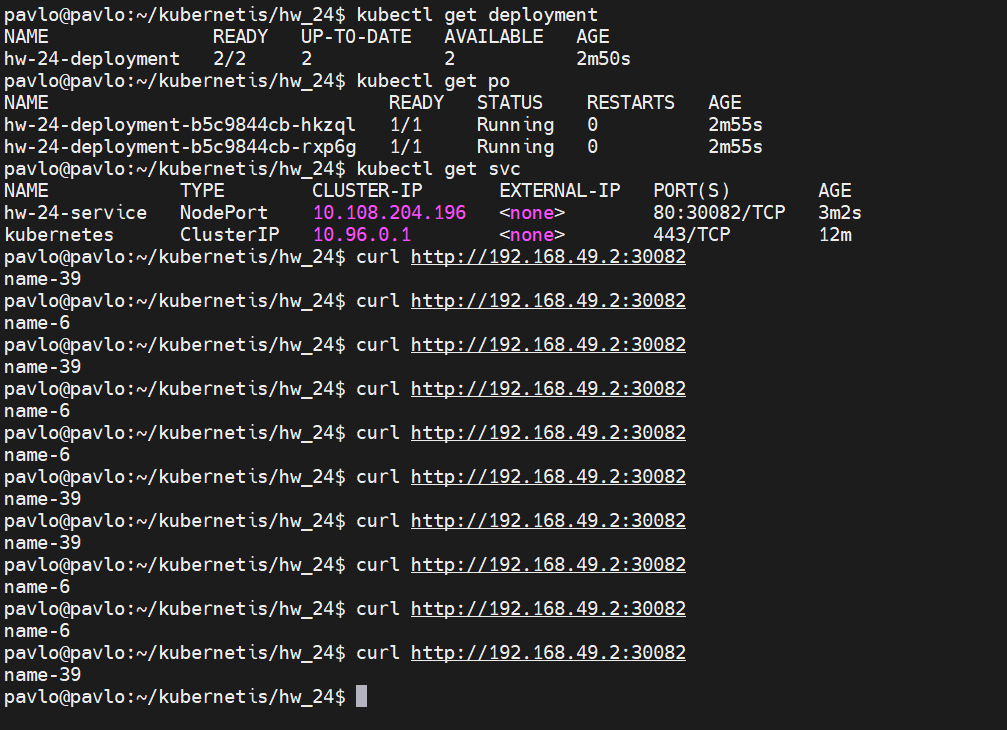 pavlo@pavlo:~/kubernetis/hw_24$ kubectl get deployment
NAME               READY   UP-TO-DATE   AVAILABLE   AGE
hw-24-deployment   2/2     2            2           2m50s
pavlo@pavlo:~/kubernetis/hw_24$ kubectl get po
NAME                               READY   STATUS    RESTARTS   AGE
hw-24-deployment-b5c9844cb-hkzql   1/1     Running   0          2m55s
hw-24-deployment-b5c9844cb-rxp6g   1/1     Running   0          2m55s
pavlo@pavlo:~/kubernetis/hw_24$ kubectl get svc
NAME            TYPE        CLUSTER-IP       EXTERNAL-IP   PORT(S)        AGE
hw-24-service   NodePort    10.108.204.196   <none>        80:30082/TCP   3m2s
kubernetes      ClusterIP   10.96.0.1        <none>        443/TCP        12m
pavlo@pavlo:~/kubernetis/hw_24$ curl http://192.168.49.2:30082
name-39
pavlo@pavlo:~/kubernetis/hw_24$ curl http://192.168.49.2:30082
name-6
pavlo@pavlo:~/kubernetis/hw_24$ curl http://192.168.49.2:30082
name-39
pavlo@pavlo:~/kubernetis/hw_24$ curl http://192.168.49.2:30082
name-6
pavlo@pavlo:~/kubernetis/hw_24$ curl http://192.168.49.2:30082
name-6
pavlo@pavlo:~/kubernetis/hw_24$ curl http://192.168.49.2:30082
name-39
pavlo@pavlo:~/kubernetis/hw_24$ curl http://192.168.49.2:30082
name-39
pavlo@pavlo:~/kubernetis/hw_24$ curl http://192.168.49.2:30082
name-6
pavlo@pavlo:~/kubernetis/hw_24$ curl http://192.168.49.2:30082
name-6
pavlo@pavlo:~/kubernetis/hw_24$ curl http://192.168.49.2:30082
name-39
pavlo@pavlo:~/kubernetis/hw_24$